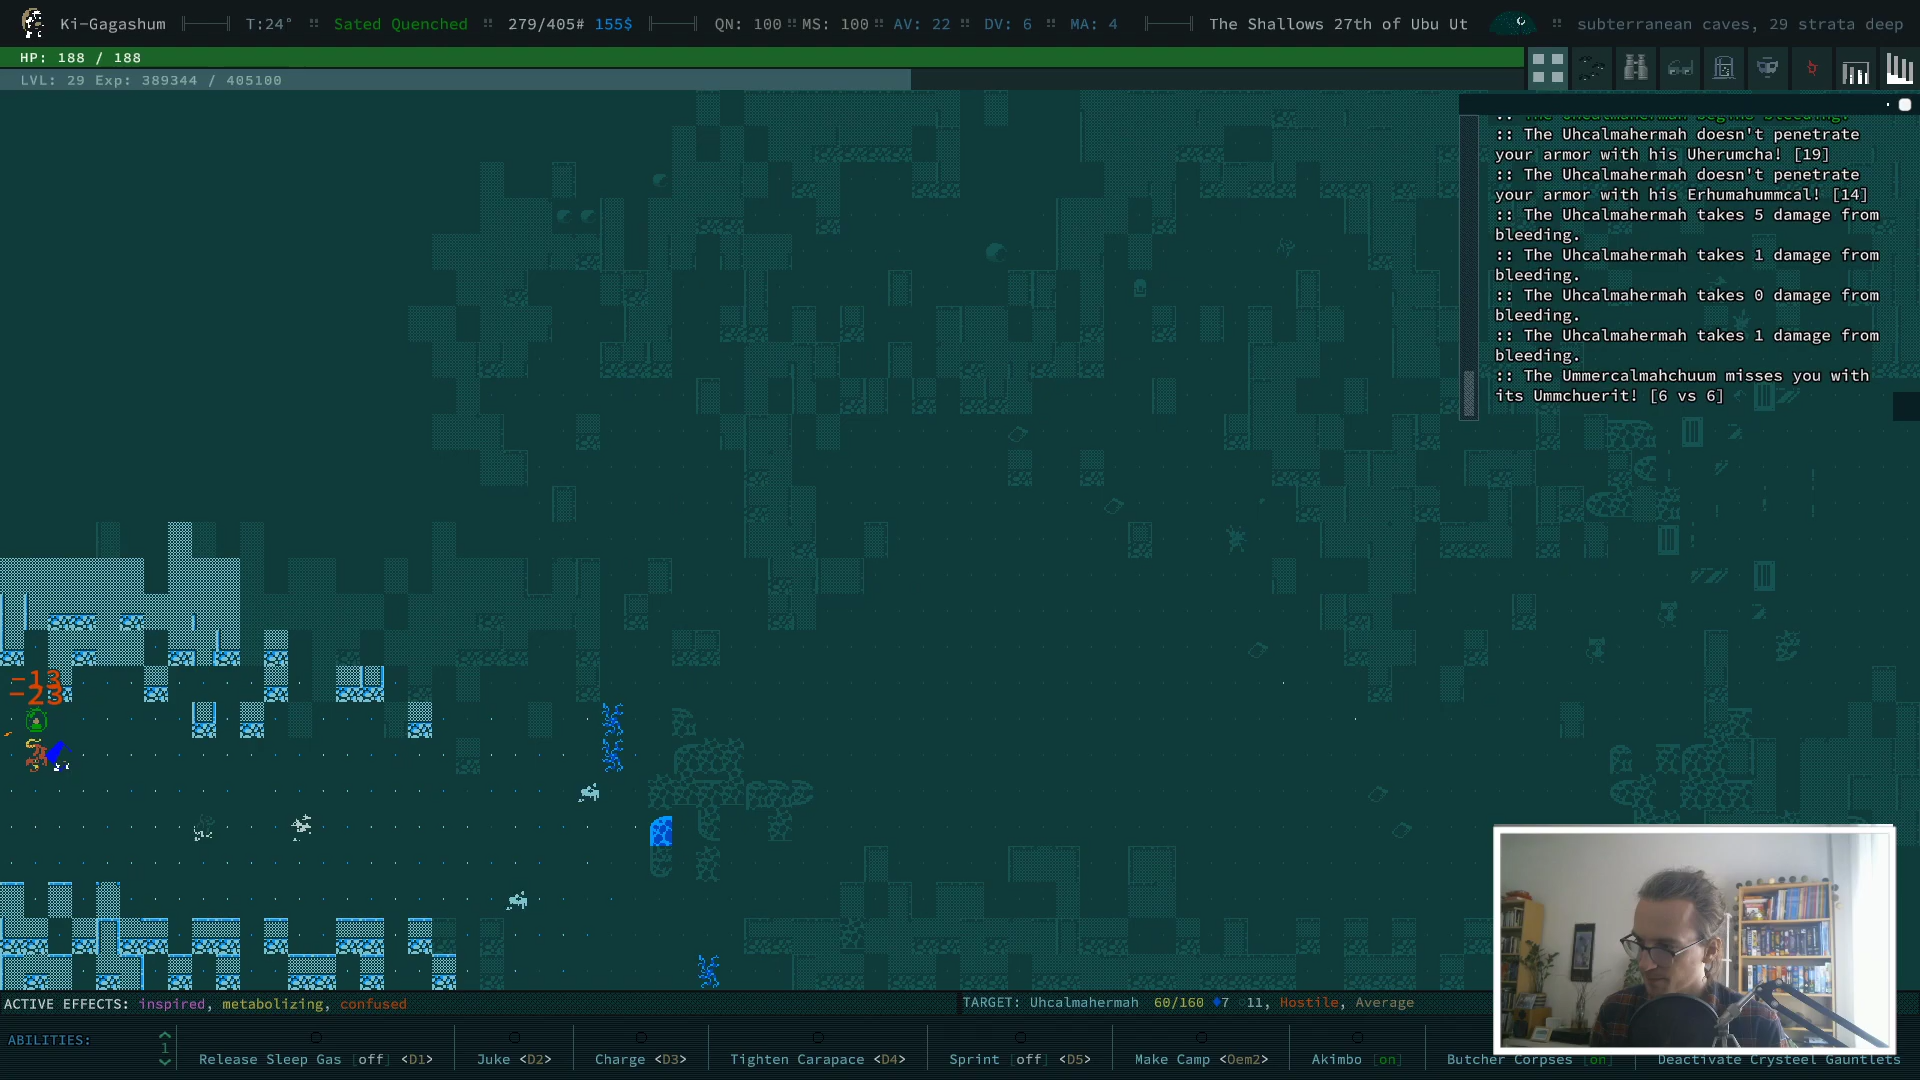 Ki-Gagashum T:24° Sated Quenched 279/405# 155$ QN: 100 MS: 100 AV: 22 DV: 6 MA: 4 The Shallows 27th of Ubu Ut subterranean caves, 29 strata deep
HP: 188 / 188
LVL: 29 Exp: 389344 / 405100
:: The Uhcalmahermah begins bleeding.
:: The Uhcalmahermah doesn't penetrate
your armor with his Uherumcha! [19]
:: The Uhcalmahermah doesn't penetrate
your armor with his Erhumahummcal! [14]
:: The Uhcalmahermah takes 5 damage from
bleeding.
:: The Uhcalmahermah takes 1 damage from
bleeding.
:: The Uhcalmahermah takes 0 damage from
bleeding.
:: The Uhcalmahermah takes 1 damage from
bleeding.
:: The Ummercalmahchuum misses you with
its Ummchuerit! [6 vs 6]
-13
-23
ACTIVE EFFECTS: inspired, metabolizing, confused
TARGET: Uhcalmahermah 60/160 ♦7 ○11, Hostile, Average
ABILITIES: 1 Release Sleep Gas [off] <D1> Juke <D2> Charge <D3> Tighten Carapace <D4> Sprint [off] <D5> Make Camp <Oem2> Akimbo [on] Butcher Corpses [on] Deactivate Crysteel Gauntlets